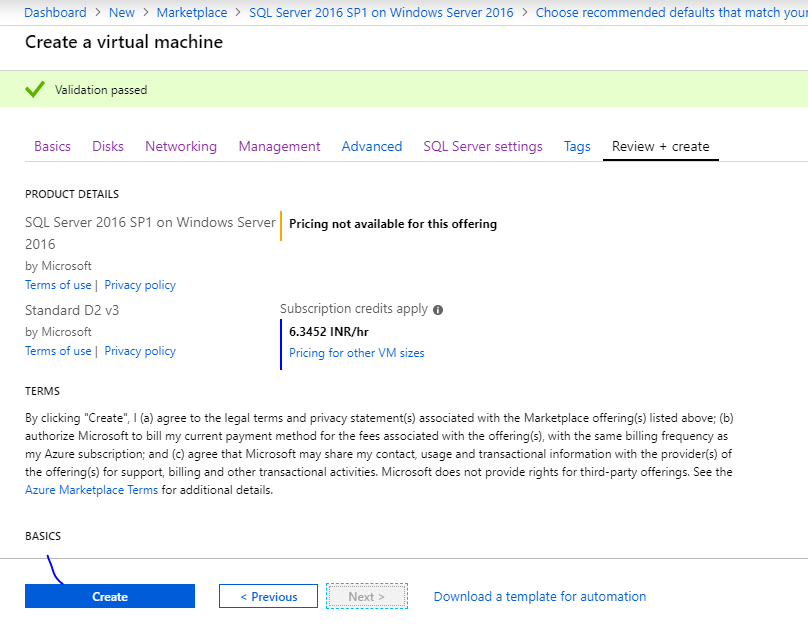 Dashboard > New > Marketplace > SQL Server 2016 SP1 on Windows Server 2016 > Choose recommended defaults that match your
Create a virtual machine
Validation passed
Basics Disks Networking Management Advanced SQL Server settings Tags Review + create
PRODUCT DETAILS
SQL Server 2016 SP1 on Windows Server
2016
by Microsoft
Terms of use | Privacy policy
Pricing not available for this offering
Standard D2 v3
by Microsoft
Terms of use | Privacy policy
Subscription credits apply
6.3452 INR/hr
Pricing for other VM sizes
TERMS
By clicking "Create", I (a) agree to the legal terms and privacy statement(s) associated with the Marketplace offering(s) listed above; (b)
authorize Microsoft to bill my current payment method for the fees associated with the offering(s), with the same billing frequency as
my Azure subscription; and (c) agree that Microsoft may share my contact, usage and transactional information with the provider(s) of
the offering(s) for support, billing and other transactional activities. Microsoft does not provide rights for third-party offerings. See the
Azure Marketplace Terms for additional details.
BASICS
Create
< Previous
Next >
Download a template for automation